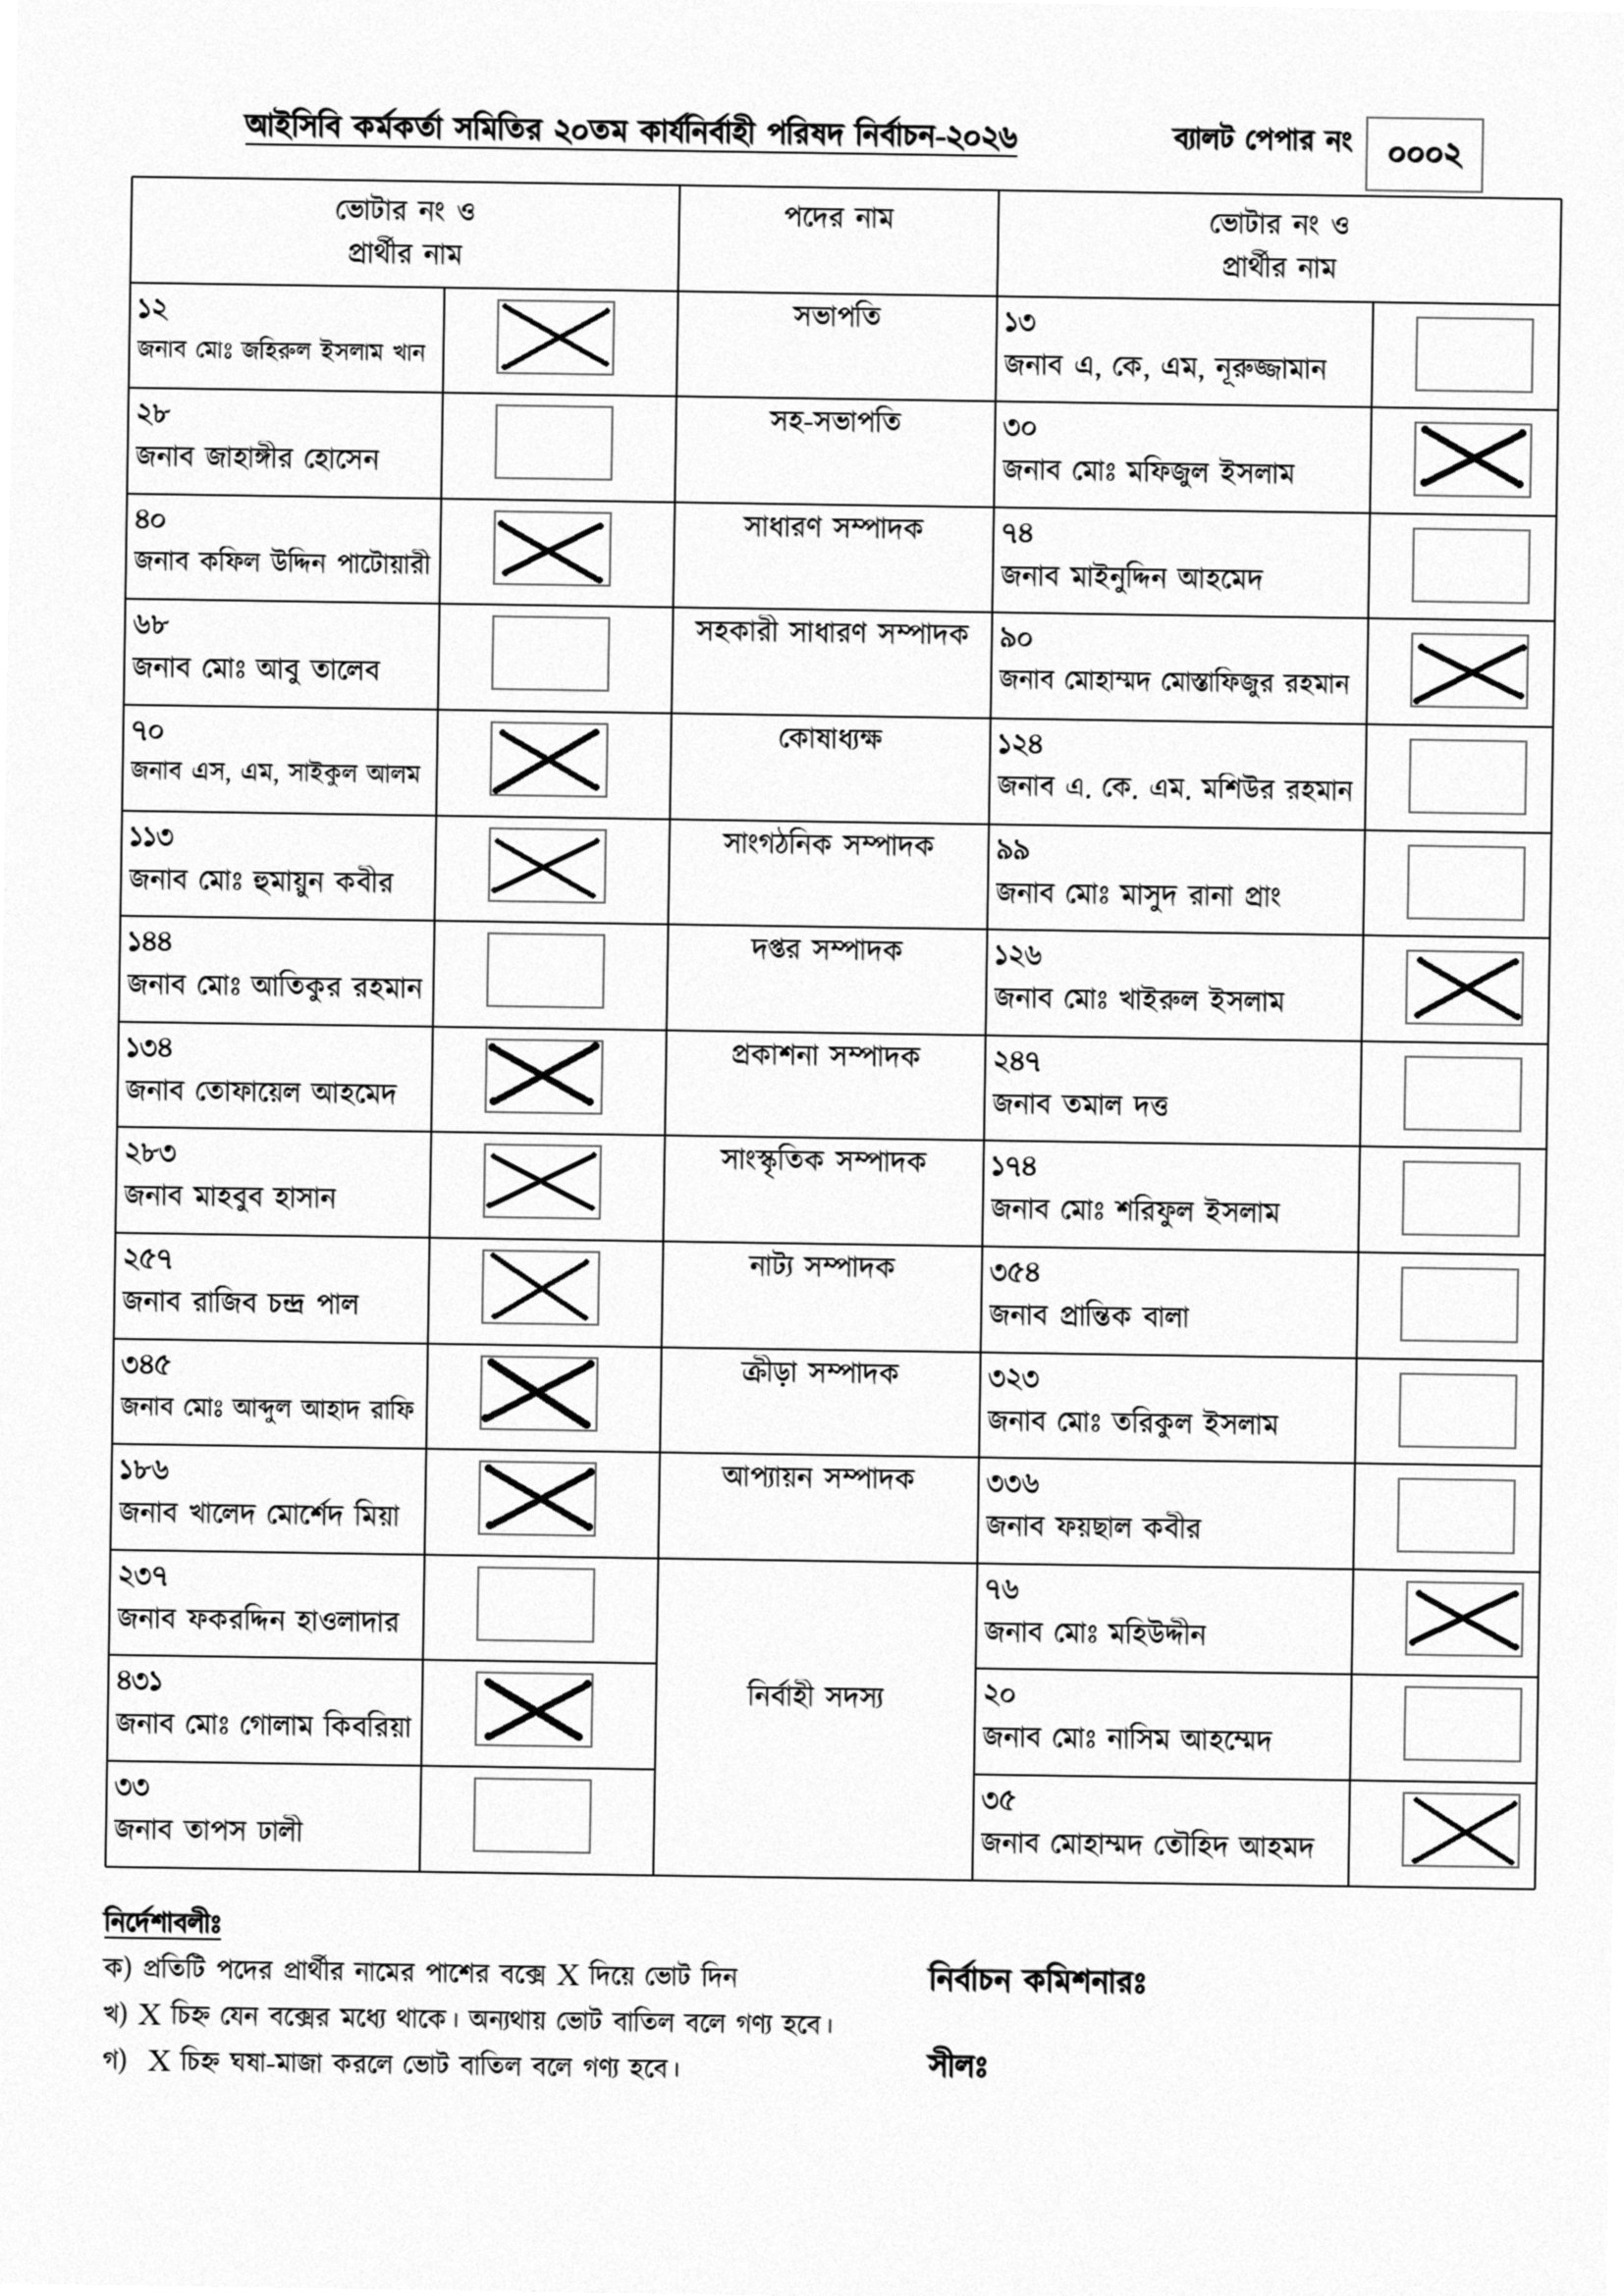 আইসিবি কর্মকর্তা সমিতির ২০তম কার্যনির্বাহী পরিষদ নির্বাচন-২০২৬
ব্যালট পেপার নং
০০০২
ভোটার নং ও
প্রার্থীর নাম
পদের নাম
ভোটার নং ও
প্রার্থীর নাম
১২
জনাব মোঃ জহিরুল ইসলাম খান
সভাপতি
১৩
জনাব এ, কে, এম, নূরুজ্জামান
২৮
জনাব জাহাঙ্গীর হোসেন
সহ-সভাপতি
৩০
জনাব মোঃ মফিজুল ইসলাম
৪০
জনাব কফিল উদ্দিন পাটোয়ারী
সাধারণ সম্পাদক
৭৪
জনাব মাইনুদ্দিন আহমেদ
৬৮
জনাব মোঃ আবু তালেব
সহকারী সাধারণ সম্পাদক
৯০
জনাব মোহাম্মদ মোস্তাফিজুর রহমান
৭০
জনাব এস, এম, সাইকুল আলম
কোষাধ্যক্ষ
১২৪
জনাব এ. কে. এম. মশিউর রহমান
১১৩
জনাব মোঃ হুমায়ুন কবীর
সাংগঠনিক সম্পাদক
৯৯
জনাব মোঃ মাসুদ রানা প্রাং
১৪৪
জনাব মোঃ আতিকুর রহমান
দপ্তর সম্পাদক
১২৬
জনাব মোঃ খাইরুল ইসলাম
১৩৪
জনাব তোফায়েল আহমেদ
প্রকাশনা সম্পাদক
২৪৭
জনাব তমাল দত্ত
২৮৩
জনাব মাহবুব হাসান
সাংস্কৃতিক সম্পাদক
১৭৪
জনাব মোঃ শরিফুল ইসলাম
২৫৭
জনাব রাজিব চন্দ্র পাল
নাট্য সম্পাদক
৩৫৪
জনাব প্রান্তিক বালা
৩৪৫
জনাব মোঃ আব্দুল আহাদ রাফি
ক্রীড়া সম্পাদক
৩২৩
জনাব মোঃ তরিকুল ইসলাম
১৮৬
জনাব খালেদ মোর্শেদ মিয়া
আপ্যায়ন সম্পাদক
৩৩৬
জনাব ফয়ছাল কবীর
২৩৭
জনাব ফকরদ্দিন হাওলাদার
৭৬
জনাব মোঃ মহিউদ্দীন
৪৩১
জনাব মোঃ গোলাম কিবরিয়া
নির্বাহী সদস্য
২০
জনাব মোঃ নাসিম আহম্মেদ
৩৩
জনাব তাপস ঢালী
৩৫
জনাব মোহাম্মদ তৌহিদ আহমদ
নির্দেশাবলীঃ
ক) প্রতিটি পদের প্রার্থীর নামের পাশের বক্সে X দিয়ে ভোট দিন
নির্বাচন কমিশনারঃ
খ) X চিহ্ন যেন বক্সের মধ্যে থাকে। অন্যথায় ভোট বাতিল বলে গণ্য হবে।
গ) X চিহ্ন ঘষা-মাজা করলে ভোট বাতিল বলে গণ্য হবে।
সীলঃ